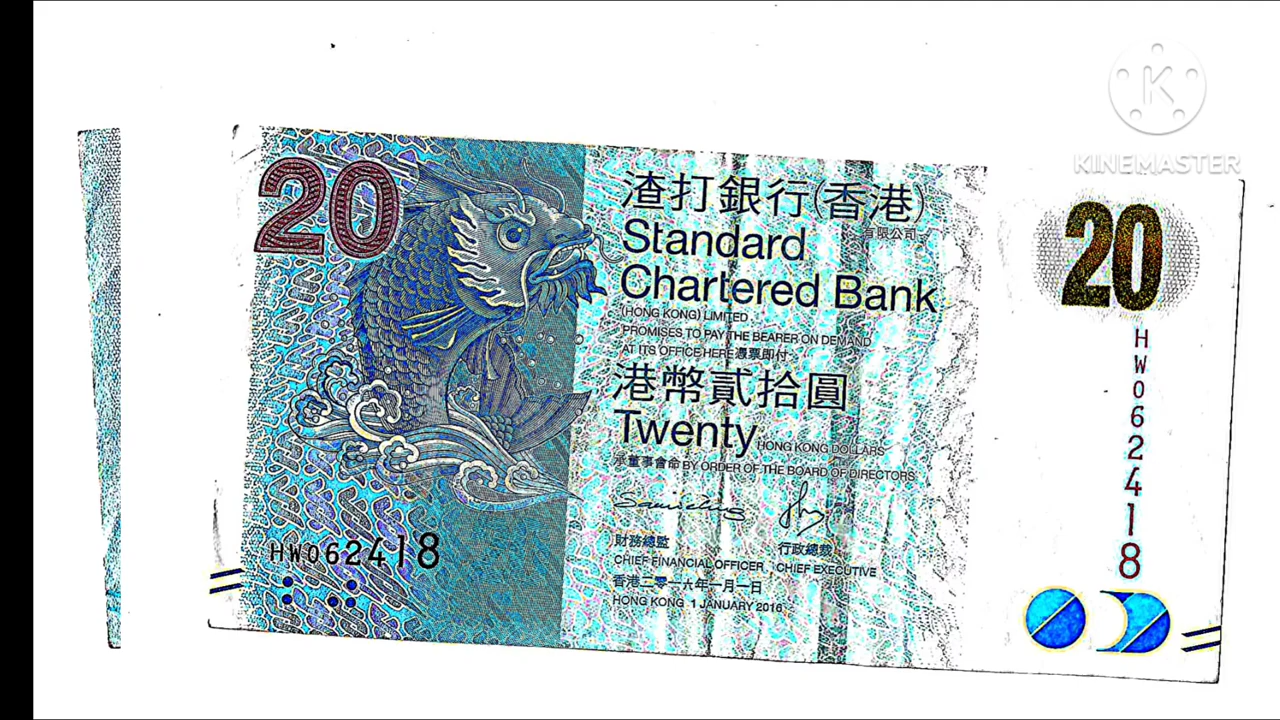 KINEMASTER
20
渣打銀行(香港)
有限公司
Standard
Chartered Bank
(HONG KONG) LIMITED
PROMISES TO PAY THE BEARER ON DEMAND
AT ITS OFFICE HERE憑票即付
港幣貳拾圓
Twenty HONG KONG DOLLARS
承董事會命 BY ORDER OF THE BOARD OF DIRECTORS
財務總監 行政總裁
CHIEF FINANCIAL OFFICER CHIEF EXECUTIVE
香港二零一六年一月一日
HONG KONG 1 JANUARY 2016
HW062418
20
HW062418